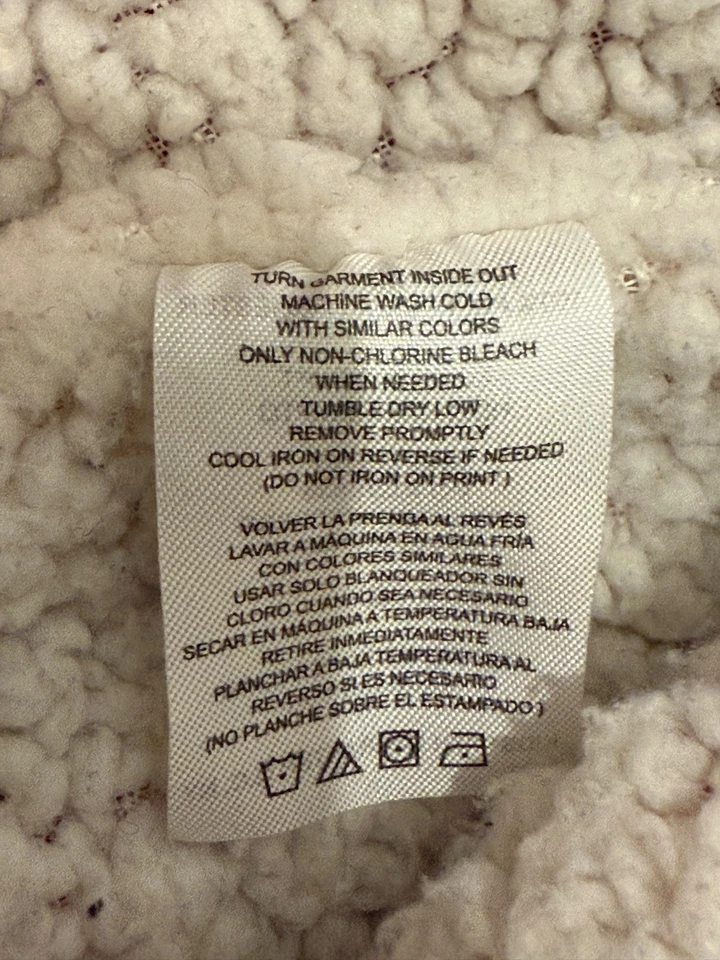 TURN GARMENT INSIDE OUT
MACHINE WASH COLD
WITH SIMILAR COLORS
ONLY NON-CHLORINE BLEACH
WHEN NEEDED
TUMBLE DRY LOW
REMOVE PROMPTLY
COOL IRON ON REVERSE IF NEEDED
(DO NOT IRON ON PRINT )
VOLVER LA PRENDA AL REVÉS
LAVAR A MÁQUINA EN AGUA FRÍA
CON COLORES SIMILARES
USAR SOLO BLANQUEADOR SIN
CLORO CUANDO SEA NECESARIO
SECAR EN MÁQUINA A TEMPERATURA BAJA
RETIRE INMEDIATAMENTE
PLANCHAR A BAJA TEMPERATURA AL
REVERSO SI ES NECESARIO
(NO PLANCHE SOBRE EL ESTAMPADO )